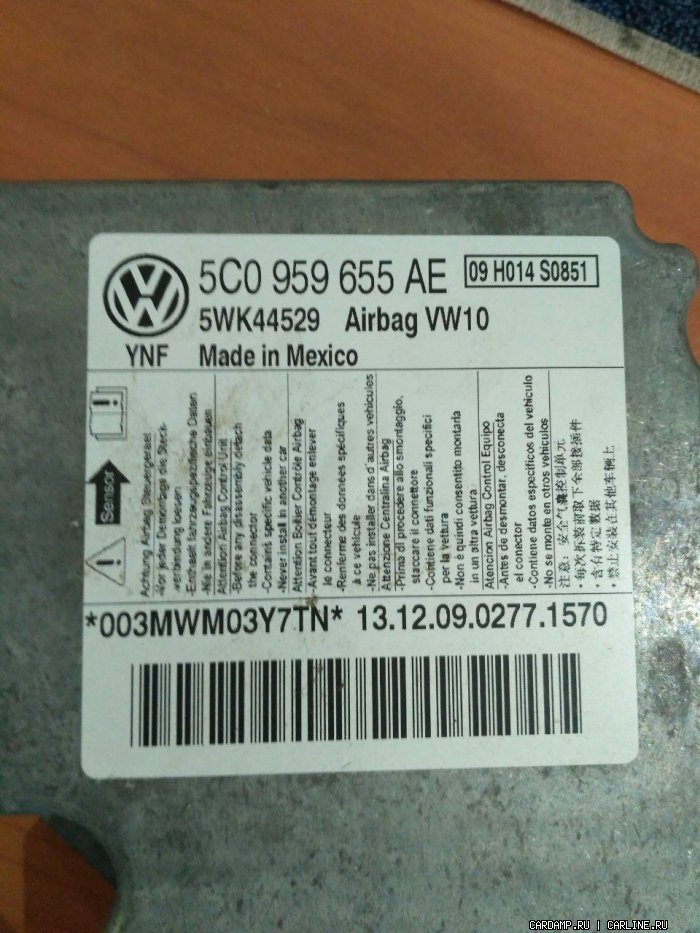 5C0 959 655 AE
09 H014 S0851
5WK44529 Airbag VW10
YNF Made in Mexico
Sensor
Achtung Airbag Steuergeraet
-Vor jeder Demontage die Steck-
verbindung loesen
-Enthaelt fahrzeugspezifische Daten
-Nie in andere Fahrzeuge einbauen
Attention Airbag Control Unit
-Before any disassembly detach
the connector
-Contains specific vehicle data
-Never install in another car
Attention Boîtier Contrôle Airbag
-Avant tout démontage enlever
le connecteur
-Renferme des données spécifiques
à ce véhicule
-Ne pas installer dans d'autres véhicules
Attenzione Centralina Airbag
-Prima di procedere allo smontaggio,
staccare il connettore
-Contiene dati funzionali specifici
per la vettura
-Non è quindi consentito montarla
in un altra vettura
Atencion Airbag Control Equipo
-Antes de desmontar, desconecta
el conector
-Contiene datos especificos del vehiculo
-No se monte en otros vehiculos
注意:安全气囊控制单元
·每次拆装前取下全部接插件
·含有特定数据
·禁止安装在其他车辆上
*003MWM03Y7TN* 13.12.09.0277.1570
CARDAMP.RU | CARLINE.RU